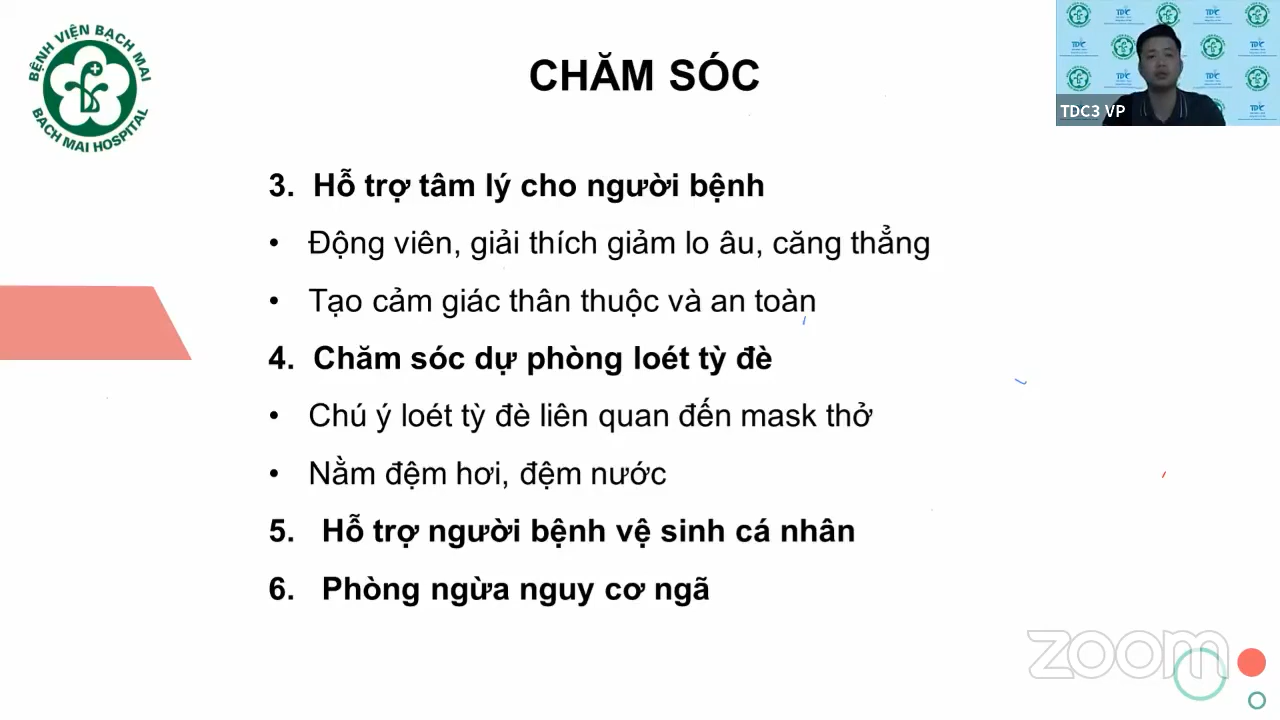 BỆNH VIỆN BẠCH MAI
BACH MAI HOSPITAL
CHĂM SÓC
TDC3 VP
3. Hỗ trợ tâm lý cho người bệnh
• Động viên, giải thích giảm lo âu, căng thẳng
• Tạo cảm giác thân thuộc và an toàn
4. Chăm sóc dự phòng loét tỳ đè
• Chú ý loét tỳ đè liên quan đến mask thở
• Nằm đệm hơi, đệm nước
5. Hỗ trợ người bệnh vệ sinh cá nhân
6. Phòng ngừa nguy cơ ngã
zoom